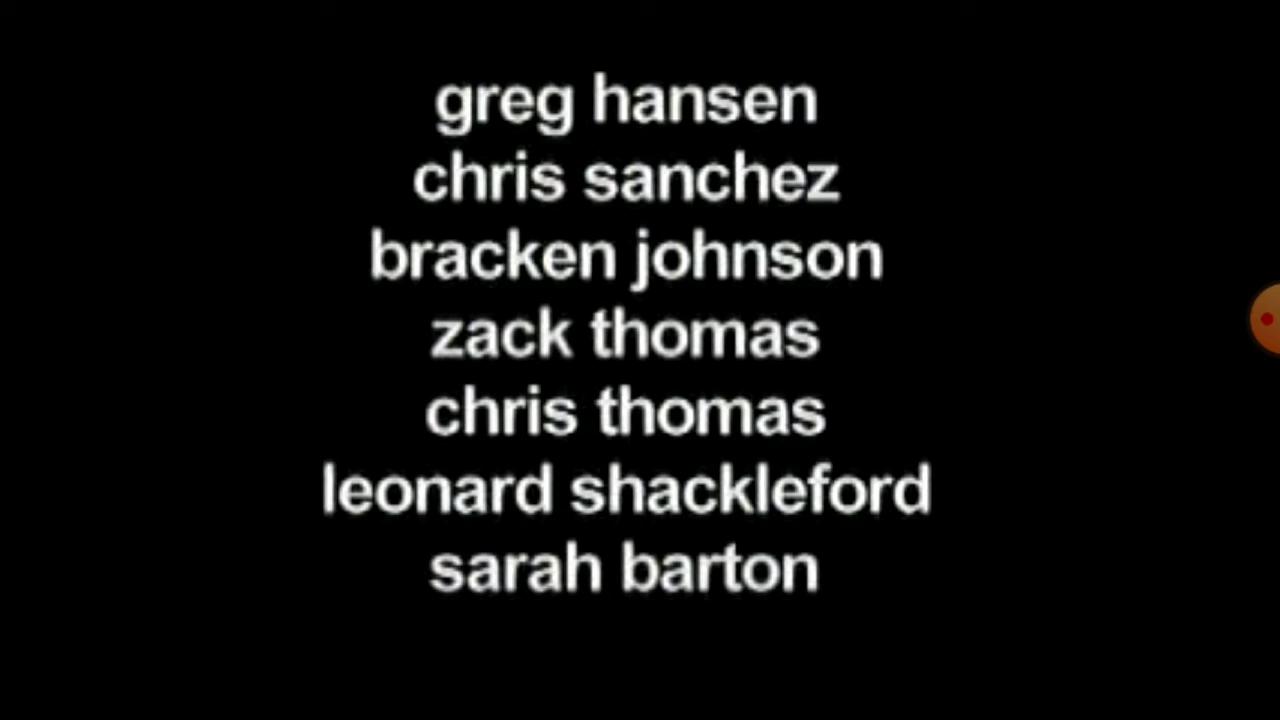 greg hansen
chris sanchez
bracken johnson
zack thomas
chris thomas
leonard shackleford
sarah barton